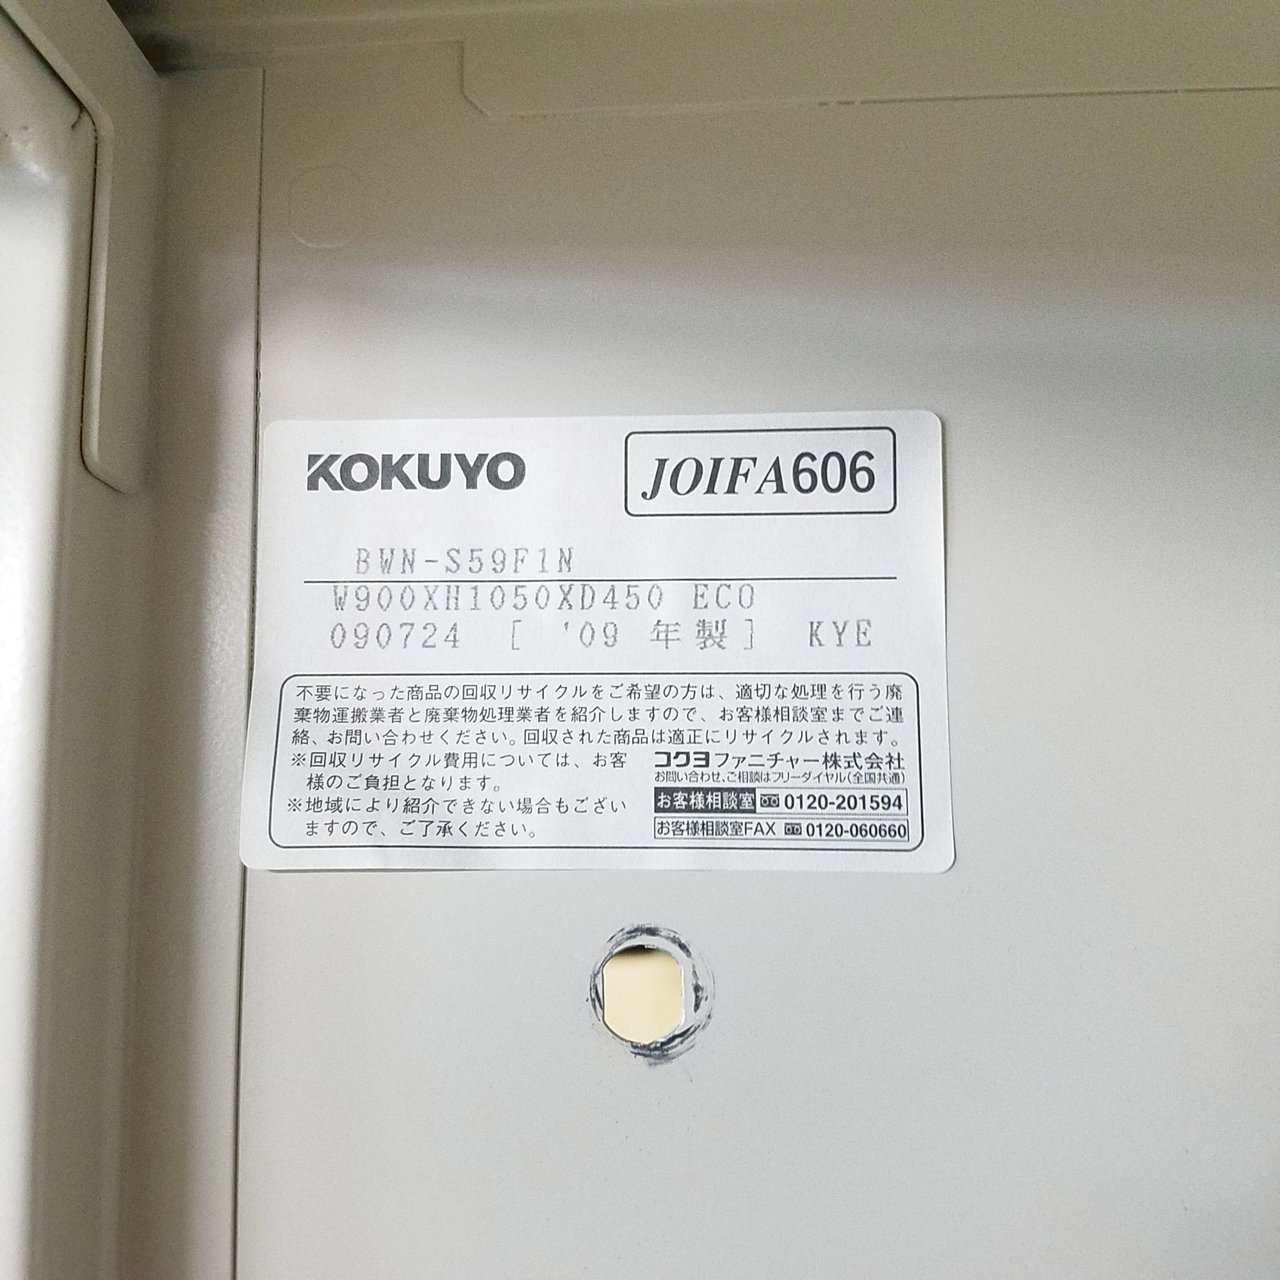 KOKUYO
JOIFA606
BWN-S59F1N
W900XH1050XD450 ECO
090724 [ '09 年製] KYE
不要になった商品の回収リサイクルをご希望の方は、適切な処理を行う廃
棄物運搬業者と廃棄物処理業者を紹介しますので、お客様相談室までご連
絡、お問い合わせください。回収された商品は適正にリサイクルされます。
※回収リサイクル費用については、お客
様のご負担となります。
※地域により紹介できない場合もござい
ますので、ご了承ください。
コクヨファニチャー株式会社
お問い合わせ、ご相談はフリーダイヤル(全国共通)
お客様相談室 0120-201594
お客様相談室FAX 0120-060660